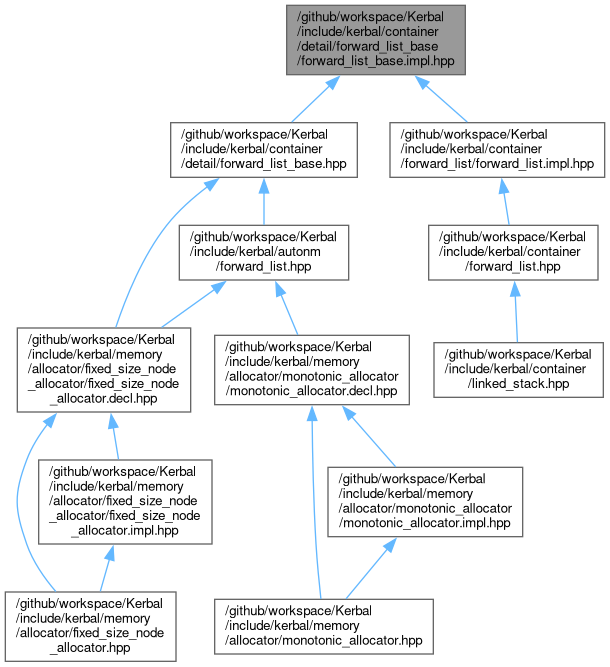 /github/workspace/Kerbal
/include/kerbal/container
/detail/forward_list_base
/forward_list_base.impl.hpp
/github/workspace/Kerbal
/include/kerbal/container
/detail/forward_list_base.hpp
/github/workspace/Kerbal
/include/kerbal/container
/forward_list/forward_list.impl.hpp
/github/workspace/Kerbal
/include/kerbal/autonm
/forward_list.hpp
/github/workspace/Kerbal
/include/kerbal/container
/forward_list.hpp
/github/workspace/Kerbal
/include/kerbal/memory
/allocator/fixed_size_node
_allocator/fixed_size_node
_allocator.decl.hpp
/github/workspace/Kerbal
/include/kerbal/memory
/allocator/monotonic_allocator
/monotonic_allocator.decl.hpp
/github/workspace/Kerbal
/include/kerbal/container
/linked_stack.hpp
/github/workspace/Kerbal
/include/kerbal/memory
/allocator/fixed_size_node
_allocator/fixed_size_node
_allocator.impl.hpp
/github/workspace/Kerbal
/include/kerbal/memory
/allocator/monotonic_allocator
/monotonic_allocator.impl.hpp
/github/workspace/Kerbal
/include/kerbal/memory
/allocator/fixed_size_node
_allocator.hpp
/github/workspace/Kerbal
/include/kerbal/memory
/allocator/monotonic_allocator.hpp